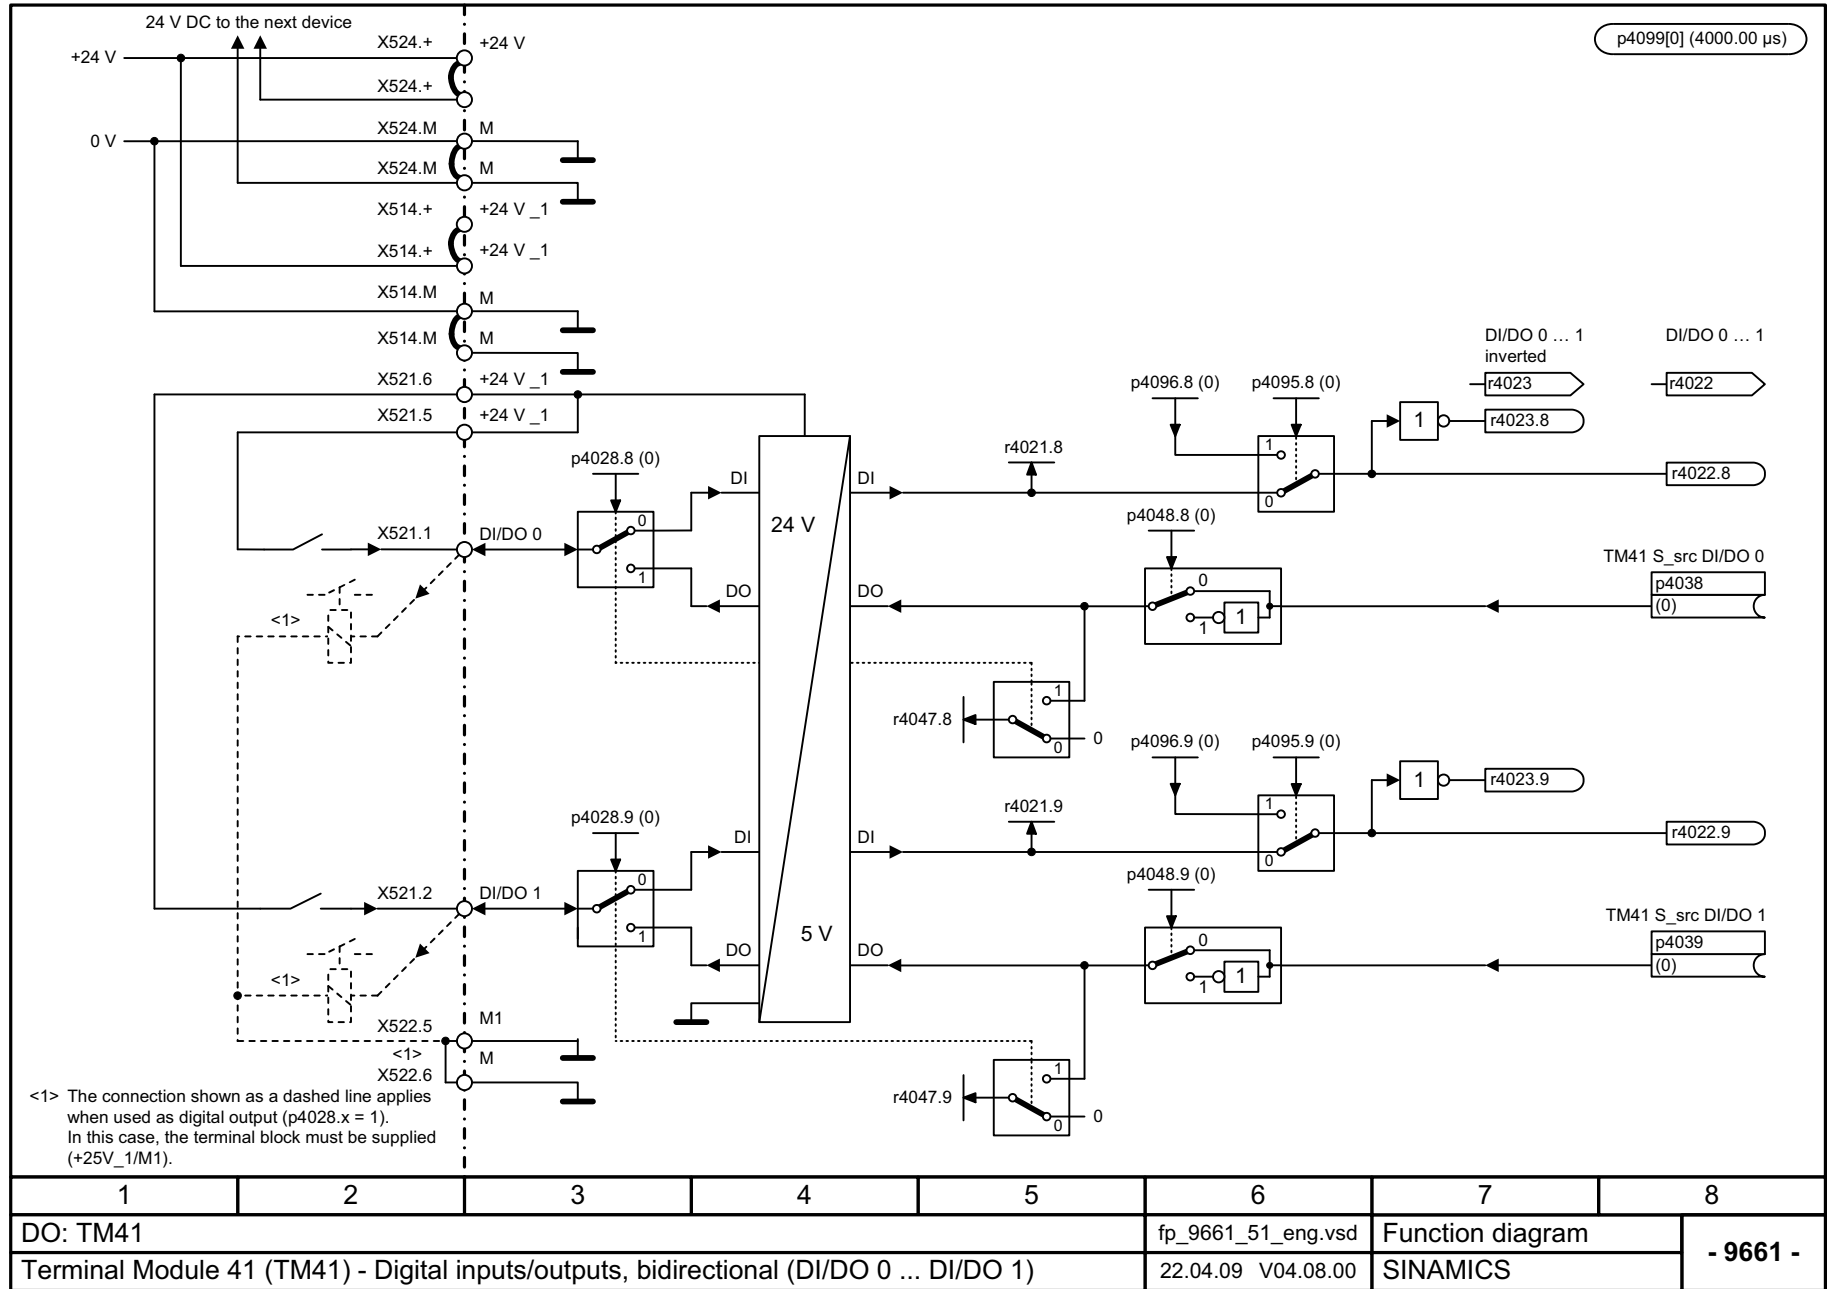 24 V DC to the next device
p4099[0] (4000.00 µs)
X524.+ +24 V
+24 V
X524.+
X524.M M
0 V
X524.M M
X514.+ +24 V _1
X514.+ +24 V _1
X514.M M
X514.M M
DI/DO 0 … 1 inverted
DI/DO 0 … 1
r4023
r4022
X521.6 +24 V _1
X521.5 +24 V _1
p4096.8 (0)
p4095.8 (0)
1
0
1
r4023.8
r4022.8
p4028.8 (0)
0
1
DI
DI
r4021.8
24 V
X521.1 DI/DO 0
DO
DO
p4048.8 (0)
0
1
1
TM41 S_src DI/DO 0
p4038
(0)
<1>
r4047.8
1
0
0
p4096.9 (0)
p4095.9 (0)
1
0
1
r4023.9
r4022.9
p4028.9 (0)
0
1
DI
DI
r4021.9
X521.2 DI/DO 1
5 V
DO
DO
p4048.9 (0)
0
1
1
TM41 S_src DI/DO 1
p4039
(0)
<1>
X522.5 M1
<1> M
X522.6
r4047.9
1
0
0
<1> The connection shown as a dashed line applies
when used as digital output (p4028.x = 1).
In this case, the terminal block must be supplied
(+25V_1/M1).
1 2 3 4 5 6 7 8
DO: TM41
fp_9661_51_eng.vsd
Function diagram
- 9661 -
Terminal Module 41 (TM41) - Digital inputs/outputs, bidirectional (DI/DO 0 ... DI/DO 1)
22.04.09 V04.08.00
SINAMICS